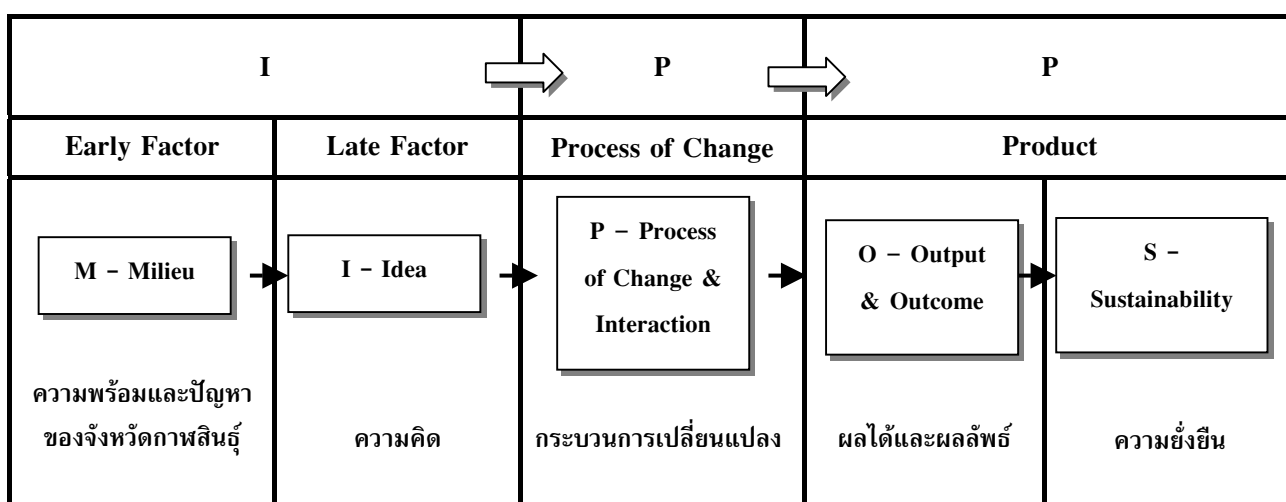 I P P
Early Factor Late Factor Process of Change Product
M – Milieu
I – Idea
P – Process
of Change &
Interaction
O – Output
& Outcome
S –
Sustainability
ความพร้อมและปัญหา
ของจังหวัดกาฬสินธุ์
ความคิด
กระบวนการเปลี่ยนแปลง
ผลได้และผลลัพธ์
ความยั่งยืน